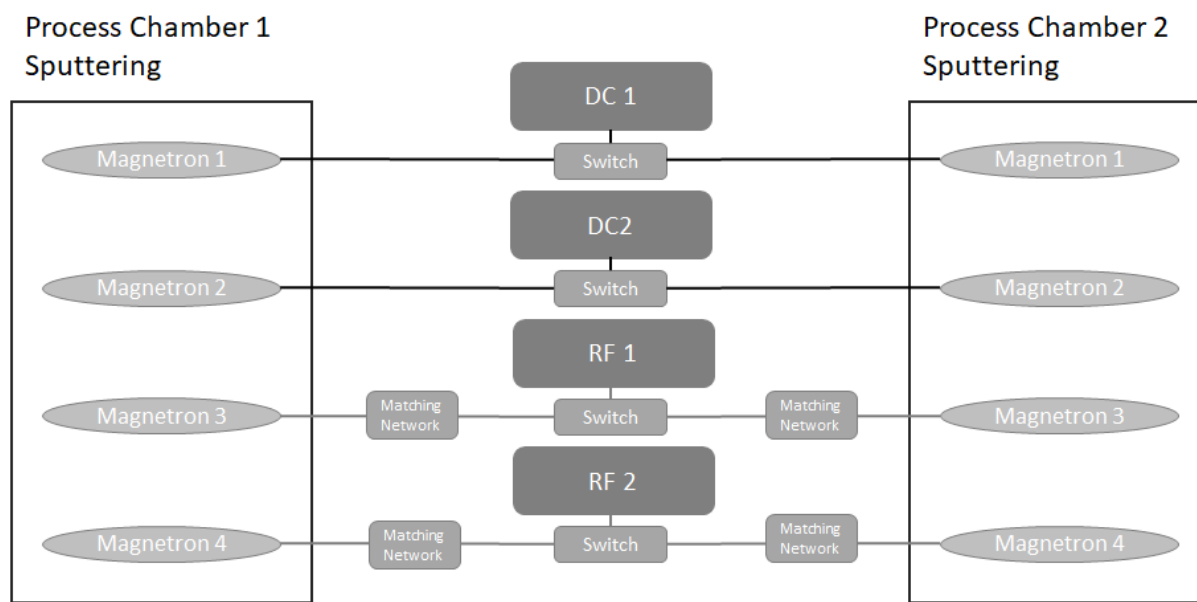 Process Chamber 1
Sputtering
Process Chamber 2
Sputtering
DC 1
Magnetron 1
Switch
Magnetron 1
DC2
Magnetron 2
Switch
Magnetron 2
RF 1
Magnetron 3
Matching
Network
Switch
Matching
Network
Magnetron 3
RF 2
Magnetron 4
Matching
Network
Switch
Matching
Network
Magnetron 4